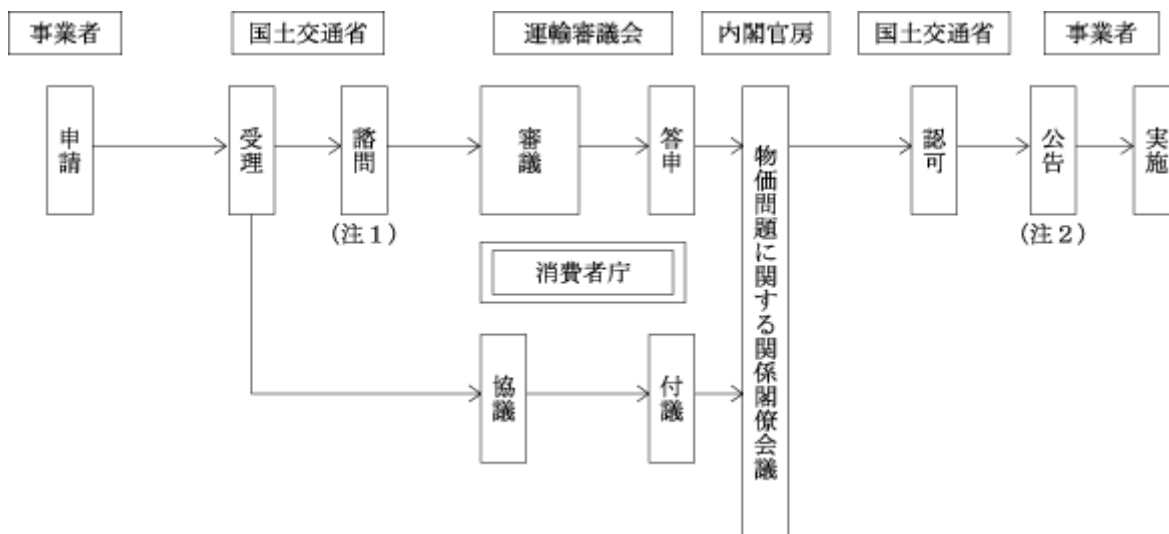 事業者
国土交通省
運輸審議会
内閣官房
国土交通省
事業者
申請
受理
諮問
審議
答申
物価問題に関する関係閣僚会議
認可
公告
実施
(注1)
(注2)
消費者庁
協議
付議